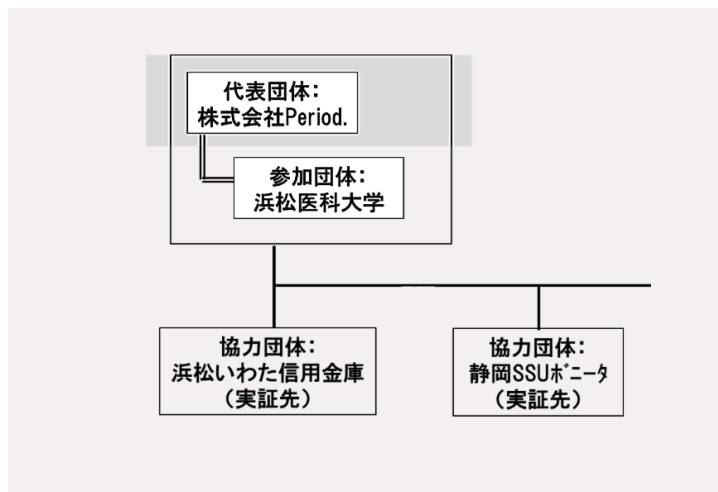 代表団体：
株式会社Period.
参加団体：
浜松医科大学
協力団体：
浜松いわた信用金庫
（実証先）
協力団体：
静岡SSUﾎﾞﾆｰﾀ
（実証先）